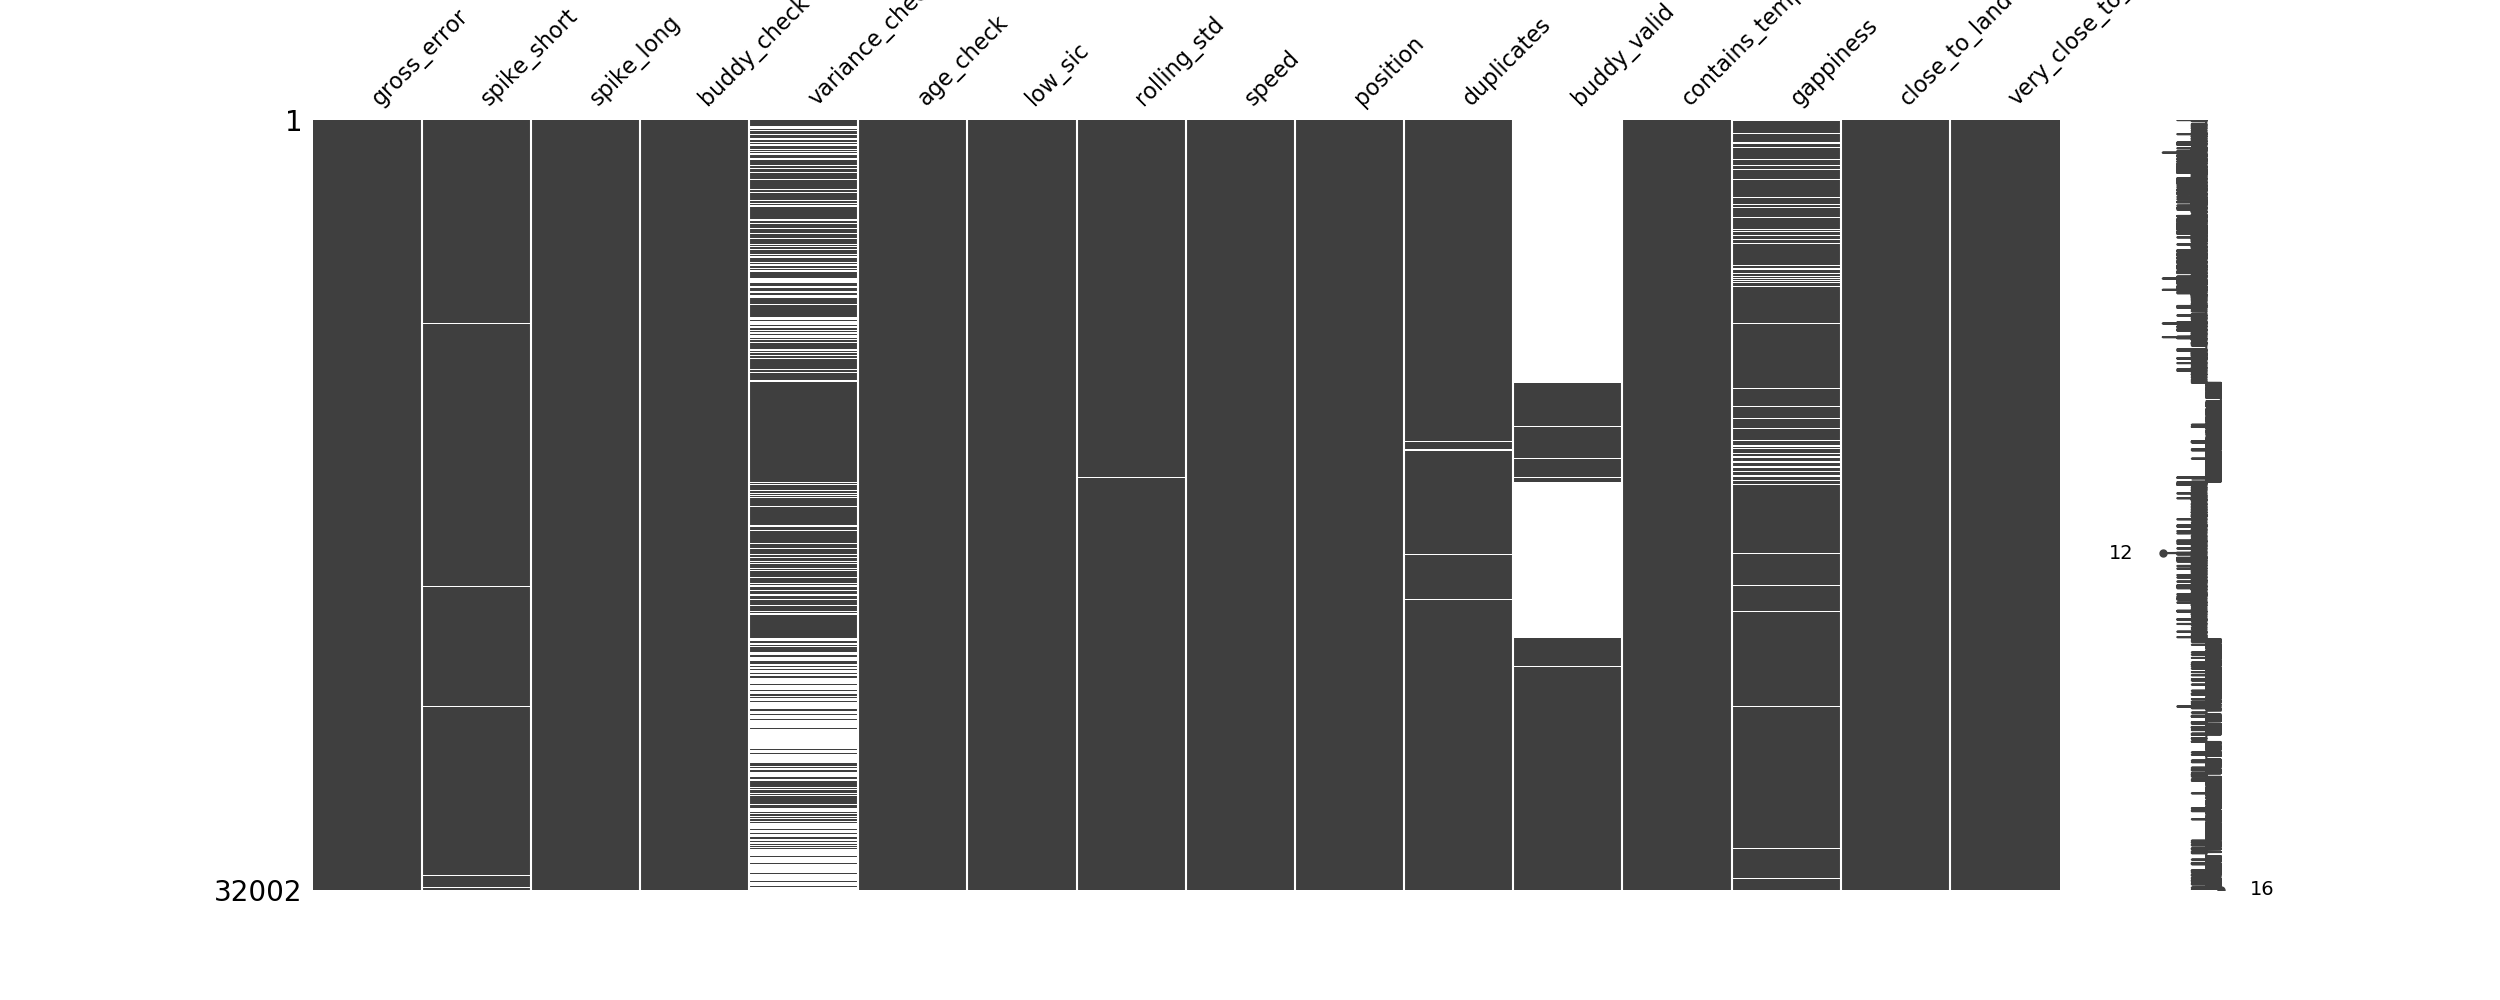 gross_error
spike_short
spike_long
buddy_check
variance_che
age_check
low_sic
rolling_std
speed
position
duplicates
buddy_valid
contains_temp
gappiness
close_to_land
very_close_to_
1
12
32002
16